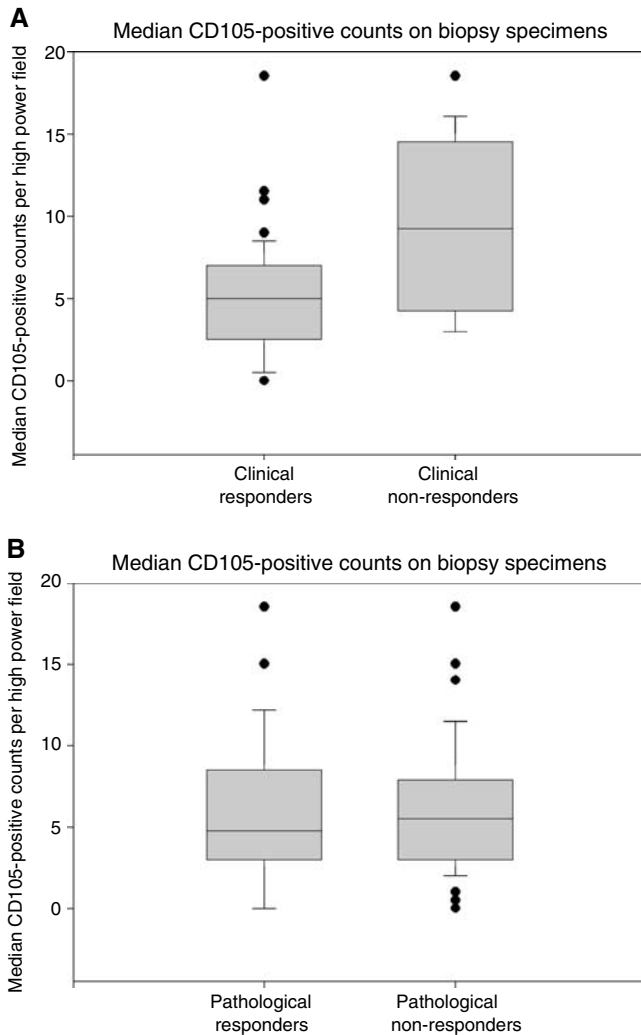 A
Median CD105-positive counts on biopsy specimens
Median CD105-positive counts per high power field
20
15
10
5
0
Clinical
responders
Clinical
non-responders
B
Median CD105-positive counts on biopsy specimens
Median CD105-positive counts per high power field
20
15
10
5
0
Pathological
responders
Pathological
non-responders